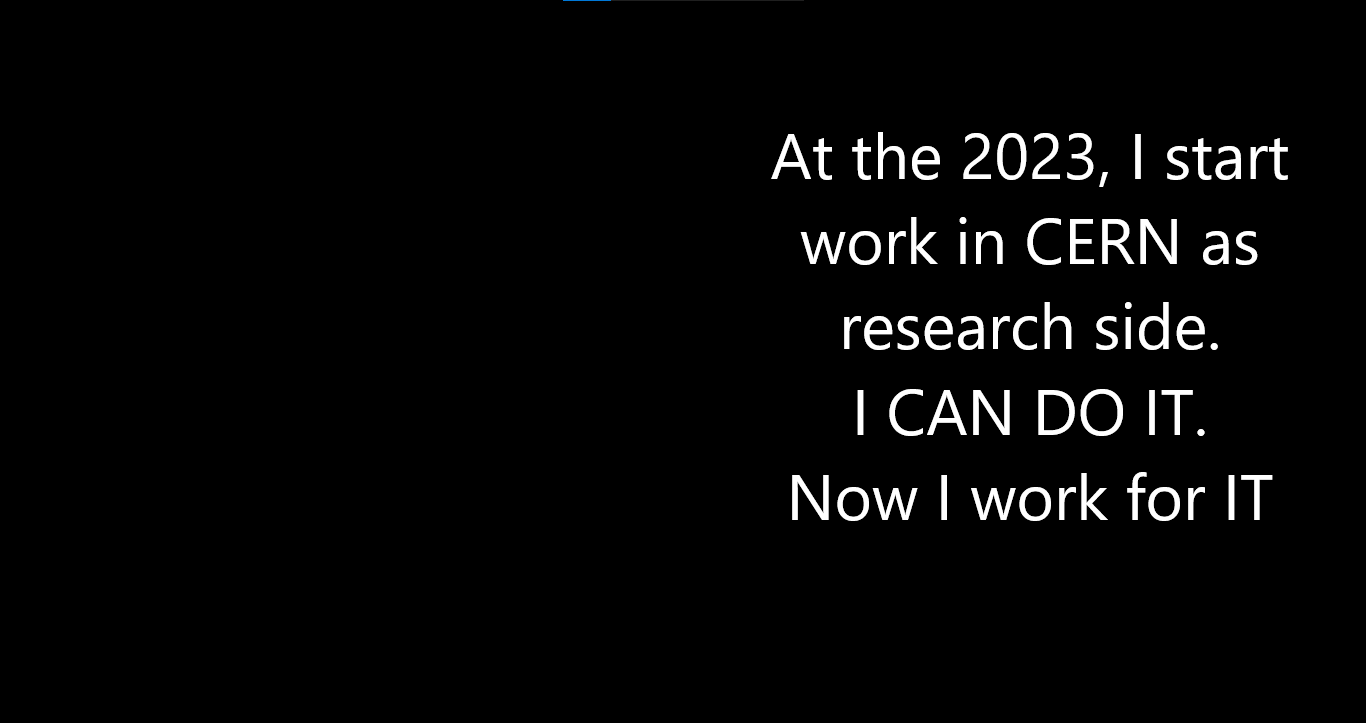 At the 2023, I start
work in CERN as
research side.
I CAN DO IT.
Now I work for IT